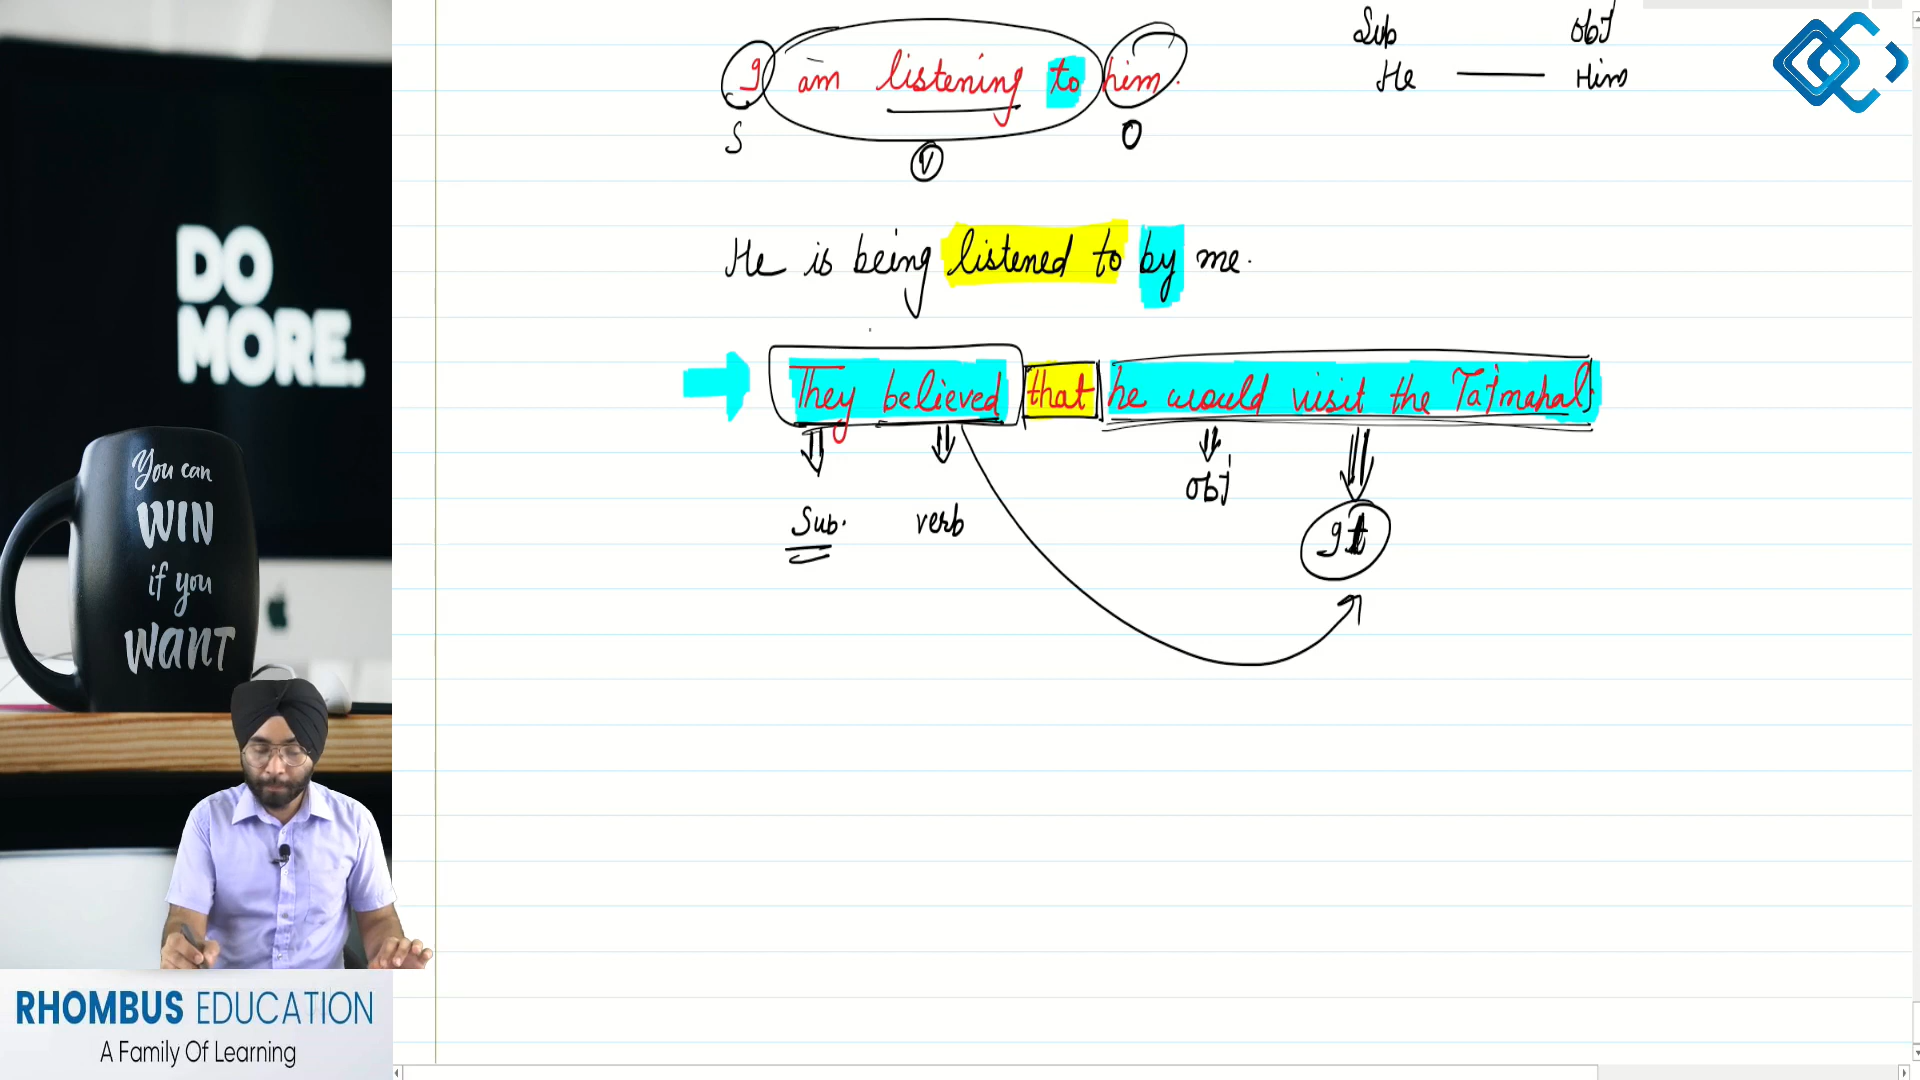 Sub obj
I am listening to him.
He —— Him
S V O
He is being listened to by me.
They believed that he would visit the Tajmahal.
Sub. verb obj It
DO
MORE.
You can
WIN
if you
WANT
RHOMBUS EDUCATION
A Family Of Learning